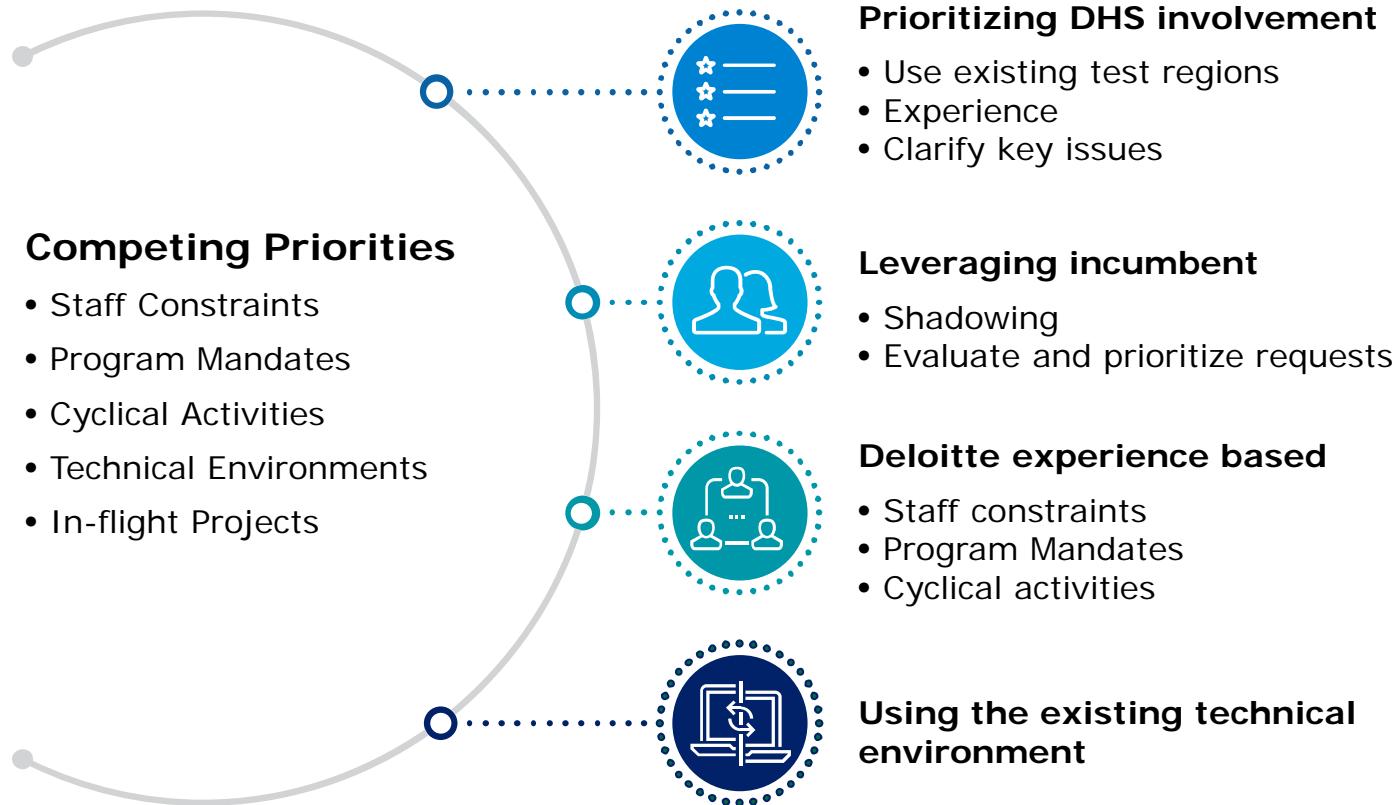 Competing Priorities
• Staff Constraints
• Program Mandates
• Cyclical Activities
• Technical Environments
• In-flight Projects
Prioritizing DHS involvement
• Use existing test regions
• Experience
• Clarify key issues
Leveraging incumbent
• Shadowing
• Evaluate and prioritize requests
Deloitte experience based
• Staff constraints
• Program Mandates
• Cyclical activities
Using the existing technical
environment